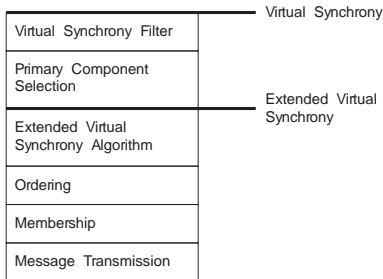 Virtual Synchrony
Virtual Synchrony Filter
Primary Component
Selection
Extended Virtual
Synchrony
Extended Virtual
Synchrony Algorithm
Ordering
Membership
Message Transmission